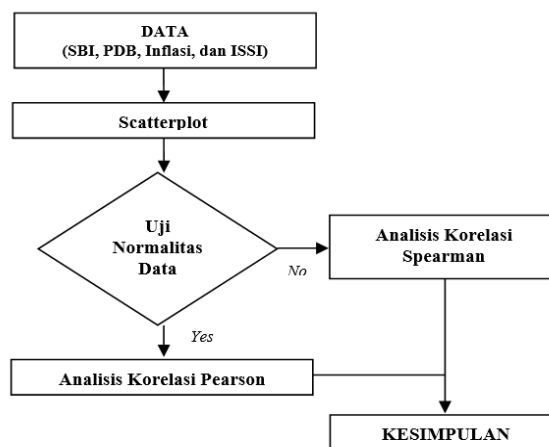 DATA
(SBI, PDB, Inflasi, dan ISSI)
Scatterplot
Uji
Normalitas
Data
No
Analisis Korelasi
Spearman
Yes
Analisis Korelasi Pearson
KESIMPULAN